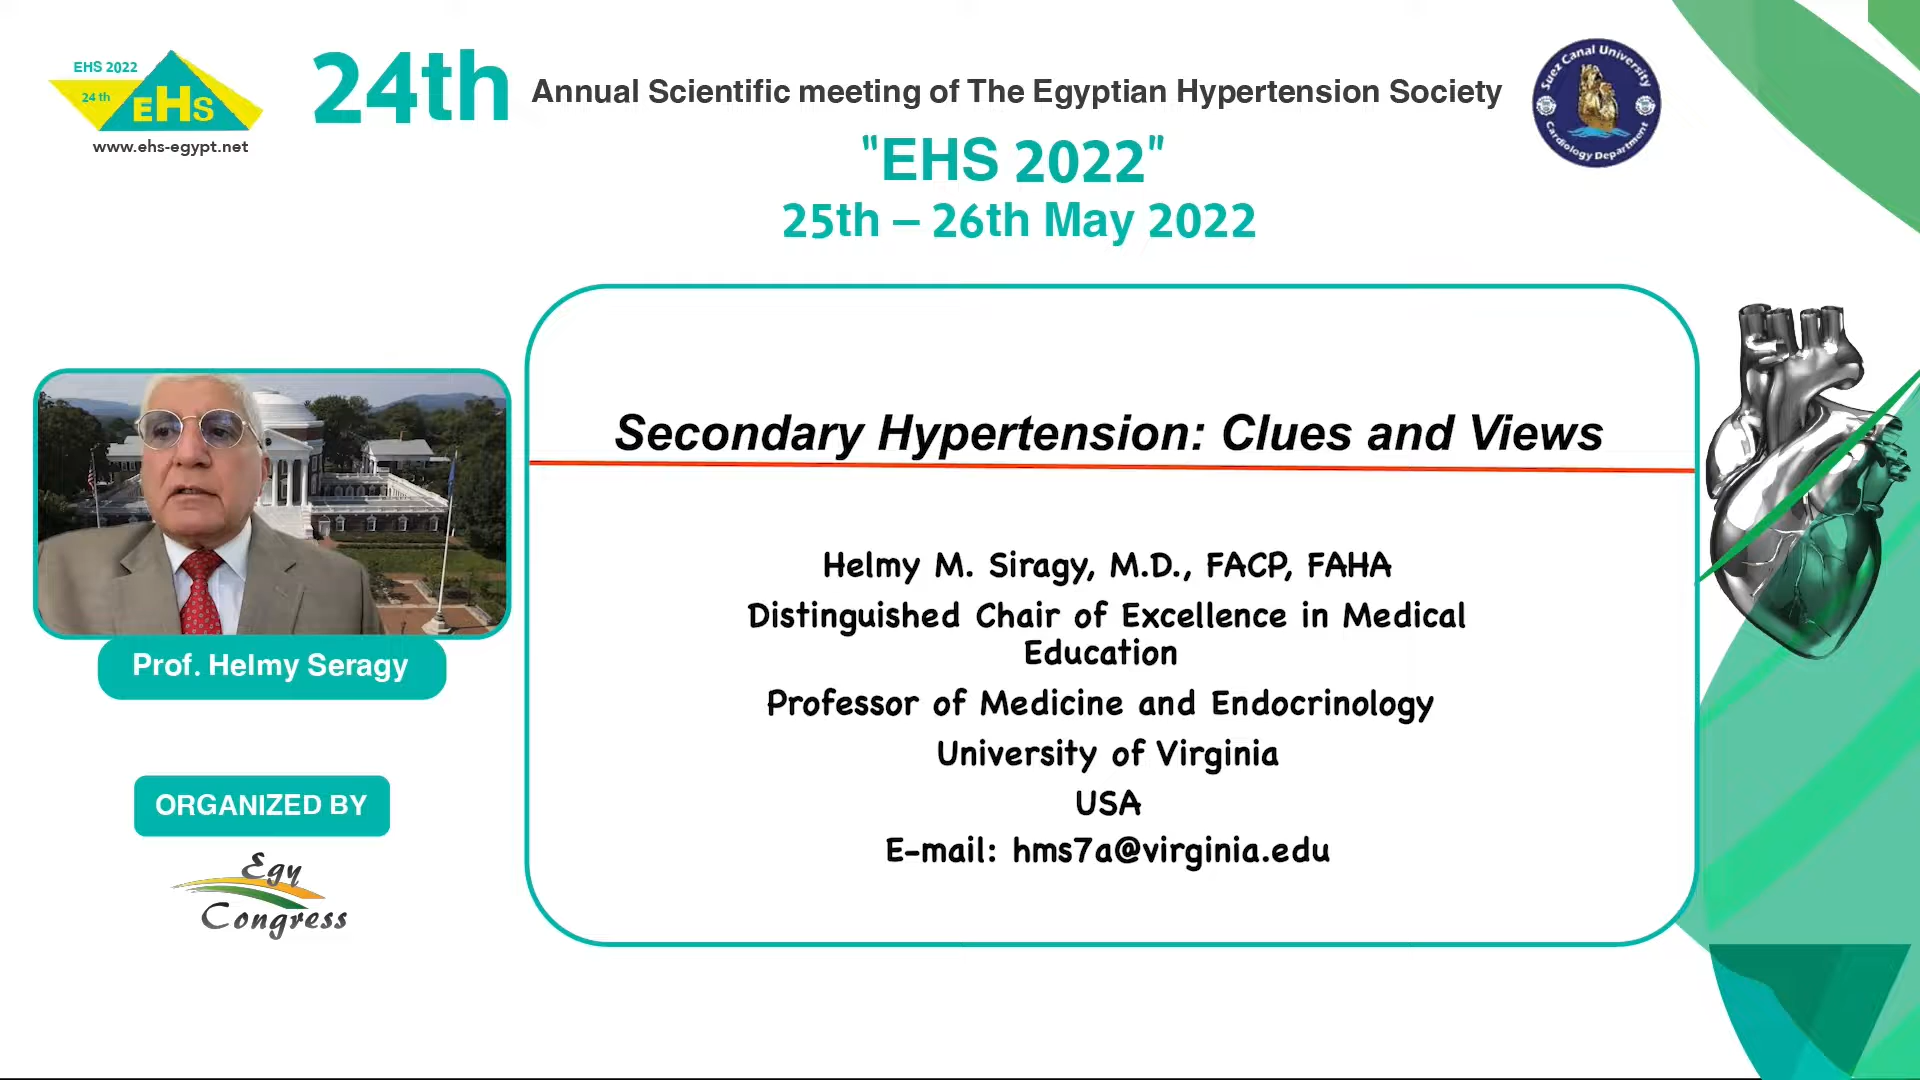 EHS 2022
24 th
EHS
www.ehs-egypt.net
24th Annual Scientific meeting of The Egyptian Hypertension Society
"EHS 2022"
25th – 26th May 2022
Suez Canal University
Cardiology Department
Prof. Helmy Seragy
ORGANIZED BY
Egy
Congress
Secondary Hypertension: Clues and Views
Helmy M. Siragy, M.D., FACP, FAHA
Distinguished Chair of Excellence in Medical
Education
Professor of Medicine and Endocrinology
University of Virginia
USA
E-mail: hms7a@virginia.edu